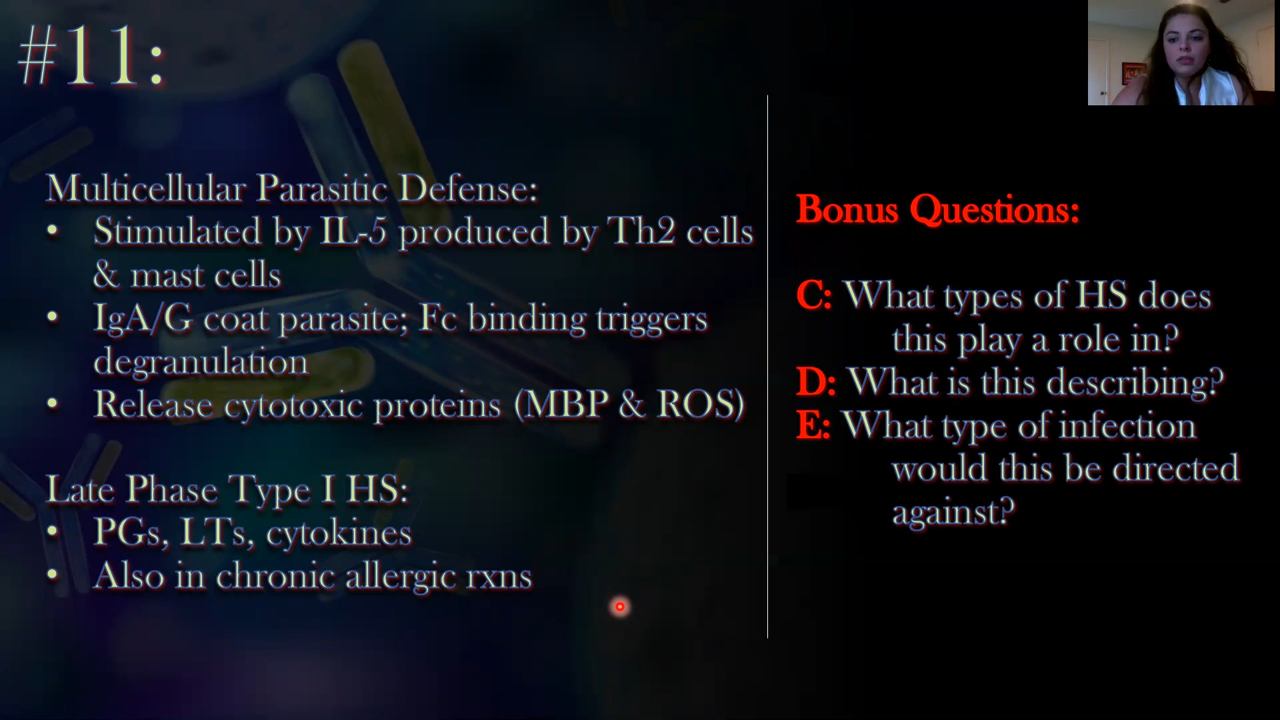 #11:
Multicellular Parasitic Defense:
• Stimulated by IL-5 produced by Th2 cells
& mast cells
• IgA/G coat parasite; Fc binding triggers
degranulation
• Release cytotoxic proteins (MBP & ROS)
Late Phase Type I HS:
• PGs, LTs, cytokines
• Also in chronic allergic rxns
Bonus Questions:
C: What types of HS does
this play a role in?
D: What is this describing?
E: What type of infection
would this be directed
against?